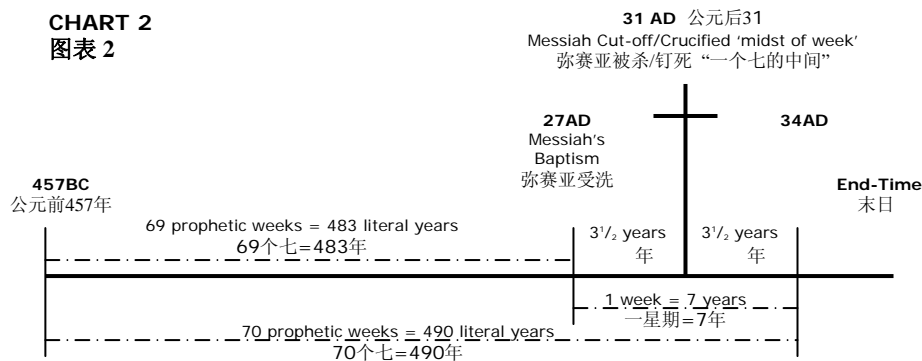 CHART 2
图表 2
31 AD 公元后31
Messiah Cut-off/Crucified ‘midst of week’
弥赛亚被杀/钉死 “一个七的中间”
27AD
Messiah's
Baptism
弥赛亚受洗
34AD
457BC
公元前457年
End-Time
末日
69 prophetic weeks = 483 literal years
69个七=483年
3 1/2 years
年
3 1/2 years
年
1 week = 7 years
一星期=7年
70 prophetic weeks = 490 literal years
70个七=490年